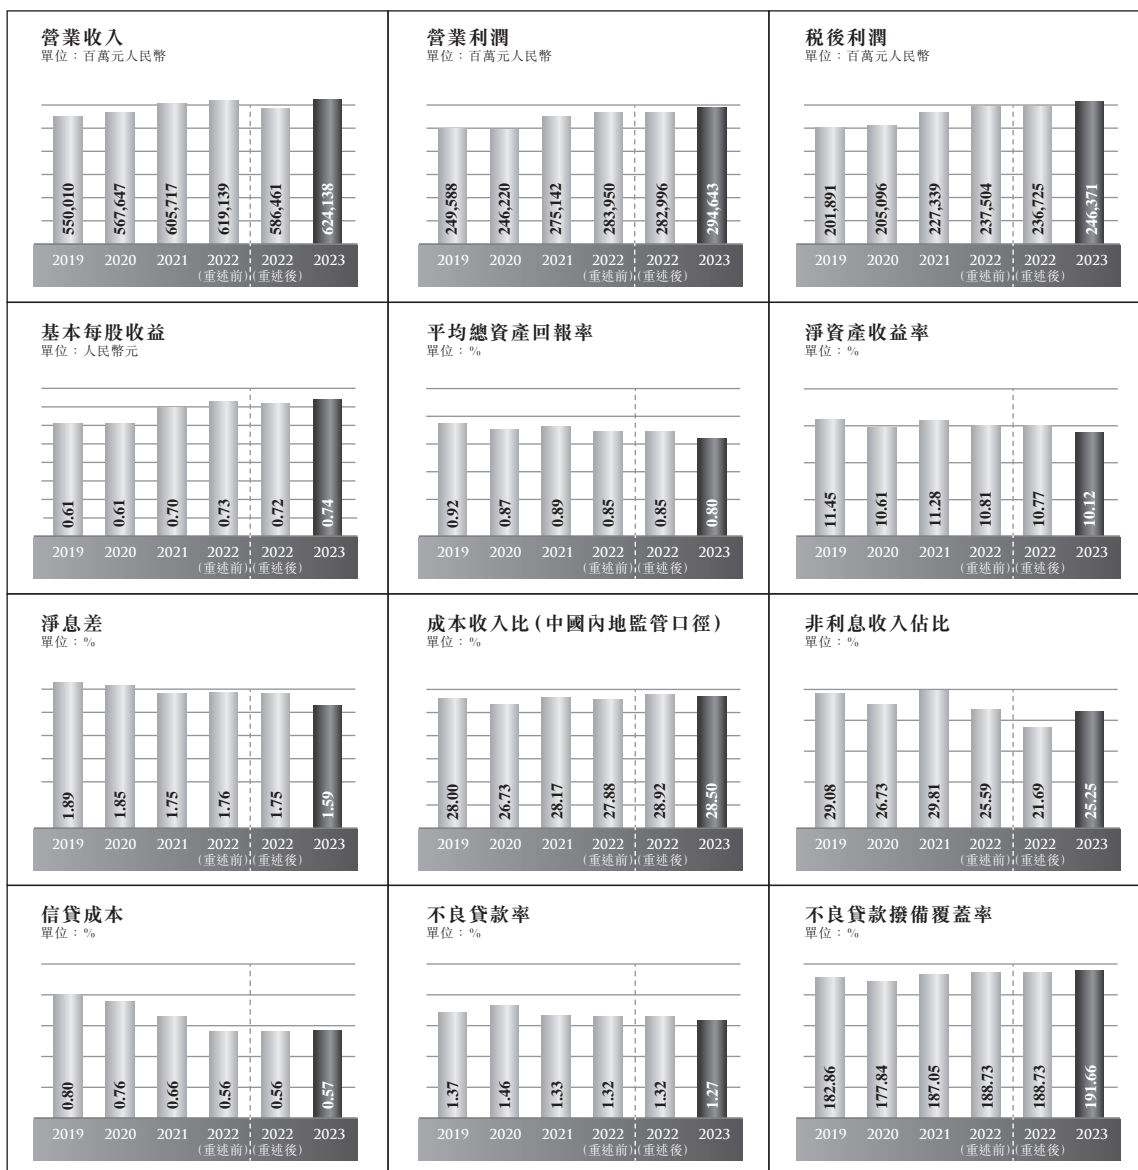 營業收入
單位：百萬元人民幣
550,010 567,647 605,717 619,139 586,461 624,138
2019 2020 2021 2022 2022 2023
(重述前) (重述後)
營業利潤
單位：百萬元人民幣
249,588 246,220 275,142 283,950 282,996 294,643
2019 2020 2021 2022 2022 2023
(重述前) (重述後)
稅後利潤
單位：百萬元人民幣
201,891 205,096 227,339 237,504 236,725 246,371
2019 2020 2021 2022 2022 2023
(重述前) (重述後)
基本每股收益
單位：人民幣元
0.61 0.61 0.70 0.73 0.72 0.74
2019 2020 2021 2022 2022 2023
(重述前) (重述後)
平均總資產回報率
單位：%
0.92 0.87 0.89 0.85 0.85 0.80
2019 2020 2021 2022 2022 2023
(重述前) (重述後)
淨資產收益率
單位：%
11.45 10.61 11.28 10.81 10.77 10.12
2019 2020 2021 2022 2022 2023
(重述前) (重述後)
淨息差
單位：%
1.89 1.85 1.75 1.76 1.75 1.59
2019 2020 2021 2022 2022 2023
(重述前) (重述後)
成本收入比(中國內地監管口徑)
單位：%
28.00 26.73 28.17 27.88 28.92 28.50
2019 2020 2021 2022 2022 2023
(重述前) (重述後)
非利息收入佔比
單位：%
29.08 26.73 29.81 25.59 21.69 25.25
2019 2020 2021 2022 2022 2023
(重述前) (重述後)
信貸成本
單位：%
0.80 0.76 0.66 0.56 0.56 0.57
2019 2020 2021 2022 2022 2023
(重述前) (重述後)
不良貸款率
單位：%
1.37 1.46 1.33 1.32 1.32 1.27
2019 2020 2021 2022 2022 2023
(重述前) (重述後)
不良貸款撥備覆蓋率
單位：%
182.86 177.84 187.05 188.73 188.73 191.66
2019 2020 2021 2022 2022 2023
(重述前) (重述後)